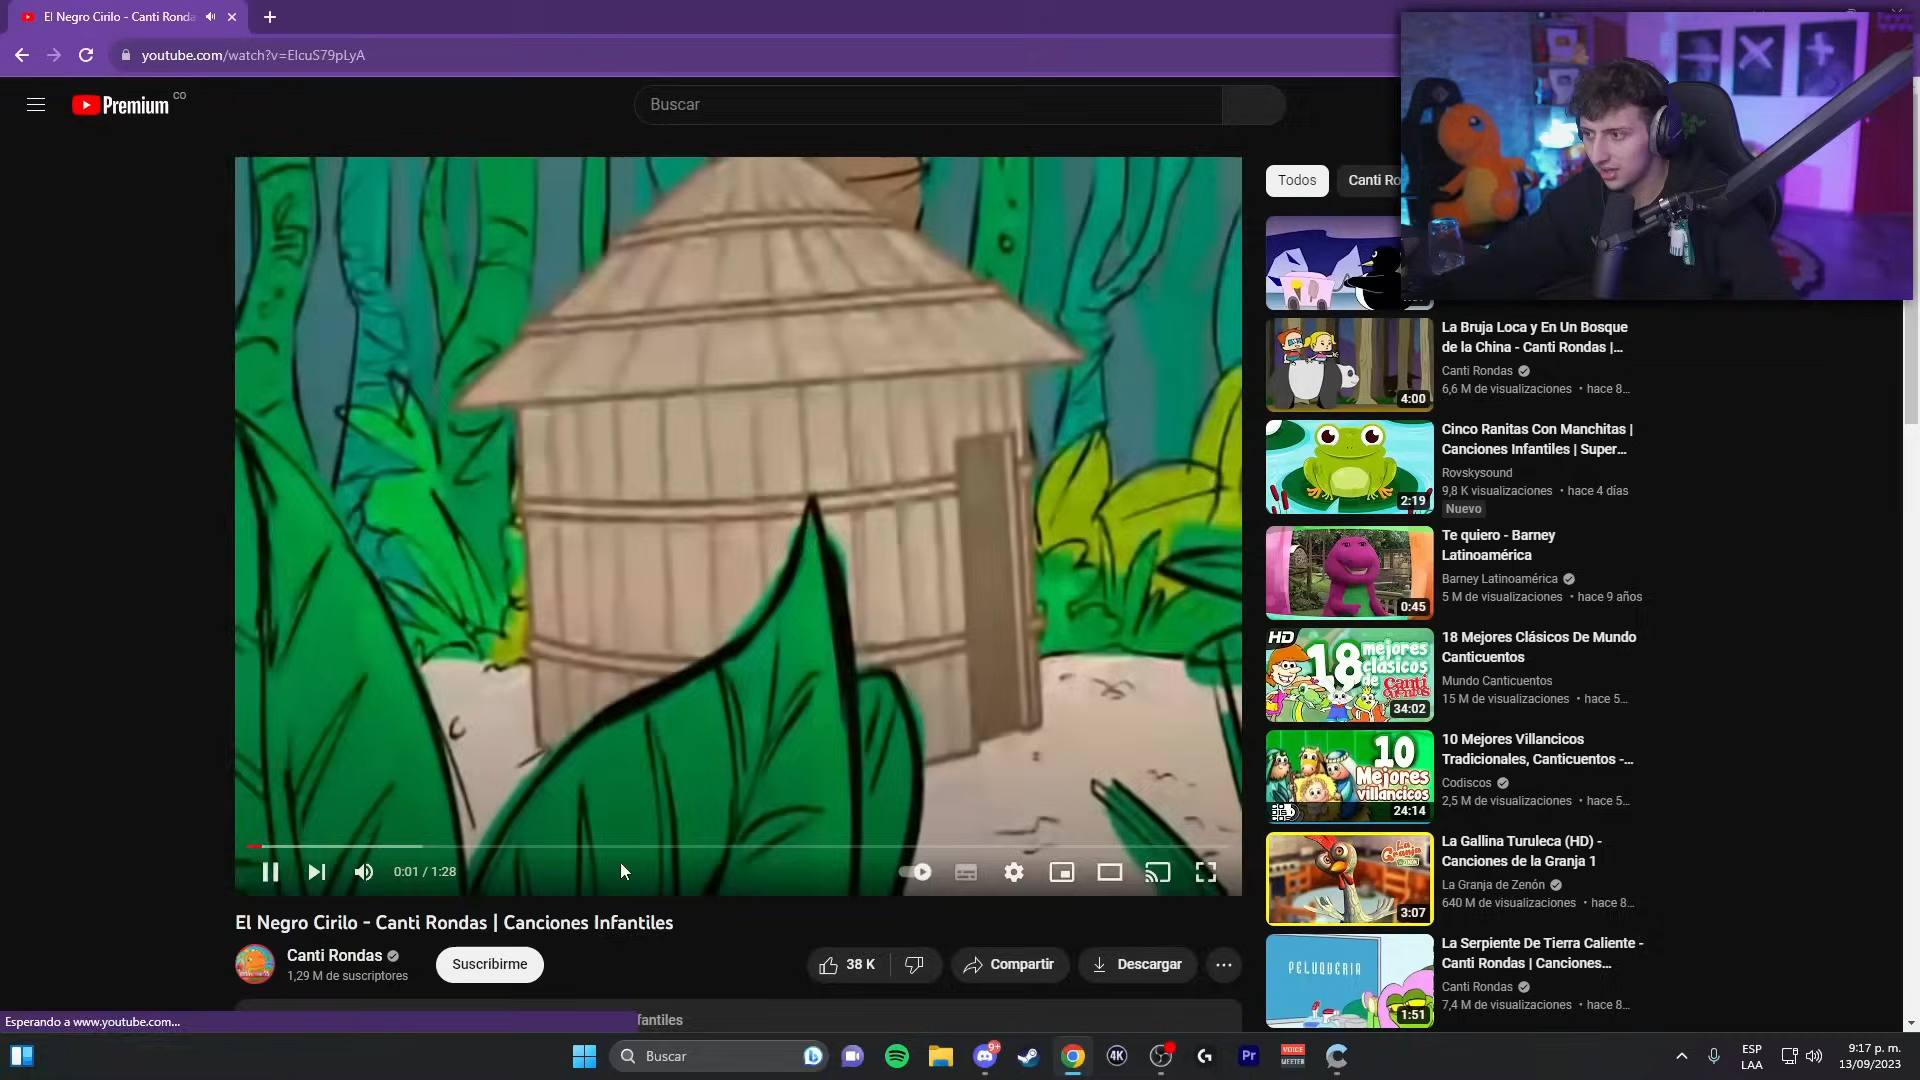 El Negro Cirilo - Canti Ronda
youtube.com/watch?v=ElcuS79pLyA
Premium CO
Buscar
Todos
Canti Ro
La Bruja Loca y En Un Bosque
de la China - Canti Rondas |...
Canti Rondas
6,6 M de visualizaciones • hace 8...
4:00
Cinco Ranitas Con Manchitas |
Canciones Infantiles | Super...
Rovskysound
9,8 K visualizaciones • hace 4 días
Nuevo
2:19
Te quiero - Barney
Latinoamérica
Barney Latinoamérica
5 M de visualizaciones • hace 9 años
0:45
HD
18 mejores
clásicos
de Canticuentos
34:02
18 Mejores Clásicos De Mundo
Canticuentos
Mundo Canticuentos
15 M de visualizaciones • hace 5...
10
Mejores
villancicos
24:14
10 Mejores Villancicos
Tradicionales, Canticuentos -...
Codiscos
2,5 M de visualizaciones • hace 5...
La Granja
3:07
La Gallina Turuleca (HD) -
Canciones de la Granja 1
La Granja de Zenón
640 M de visualizaciones • hace 8...
PELUQUERIA
1:51
La Serpiente De Tierra Caliente -
Canti Rondas | Canciones...
Canti Rondas
7,4 M de visualizaciones • hace 8...
0:01 / 1:28
El Negro Cirilo - Canti Rondas | Canciones Infantiles
Canti Rondas
1,29 M de suscriptores
Suscribirme
38 K
Compartir
Descargar
fantiles
Esperando a www.youtube.com...
Buscar
9+
4K
Pr
VOICE
MEETER
ESP
LAA
9:17 p. m.
13/09/2023